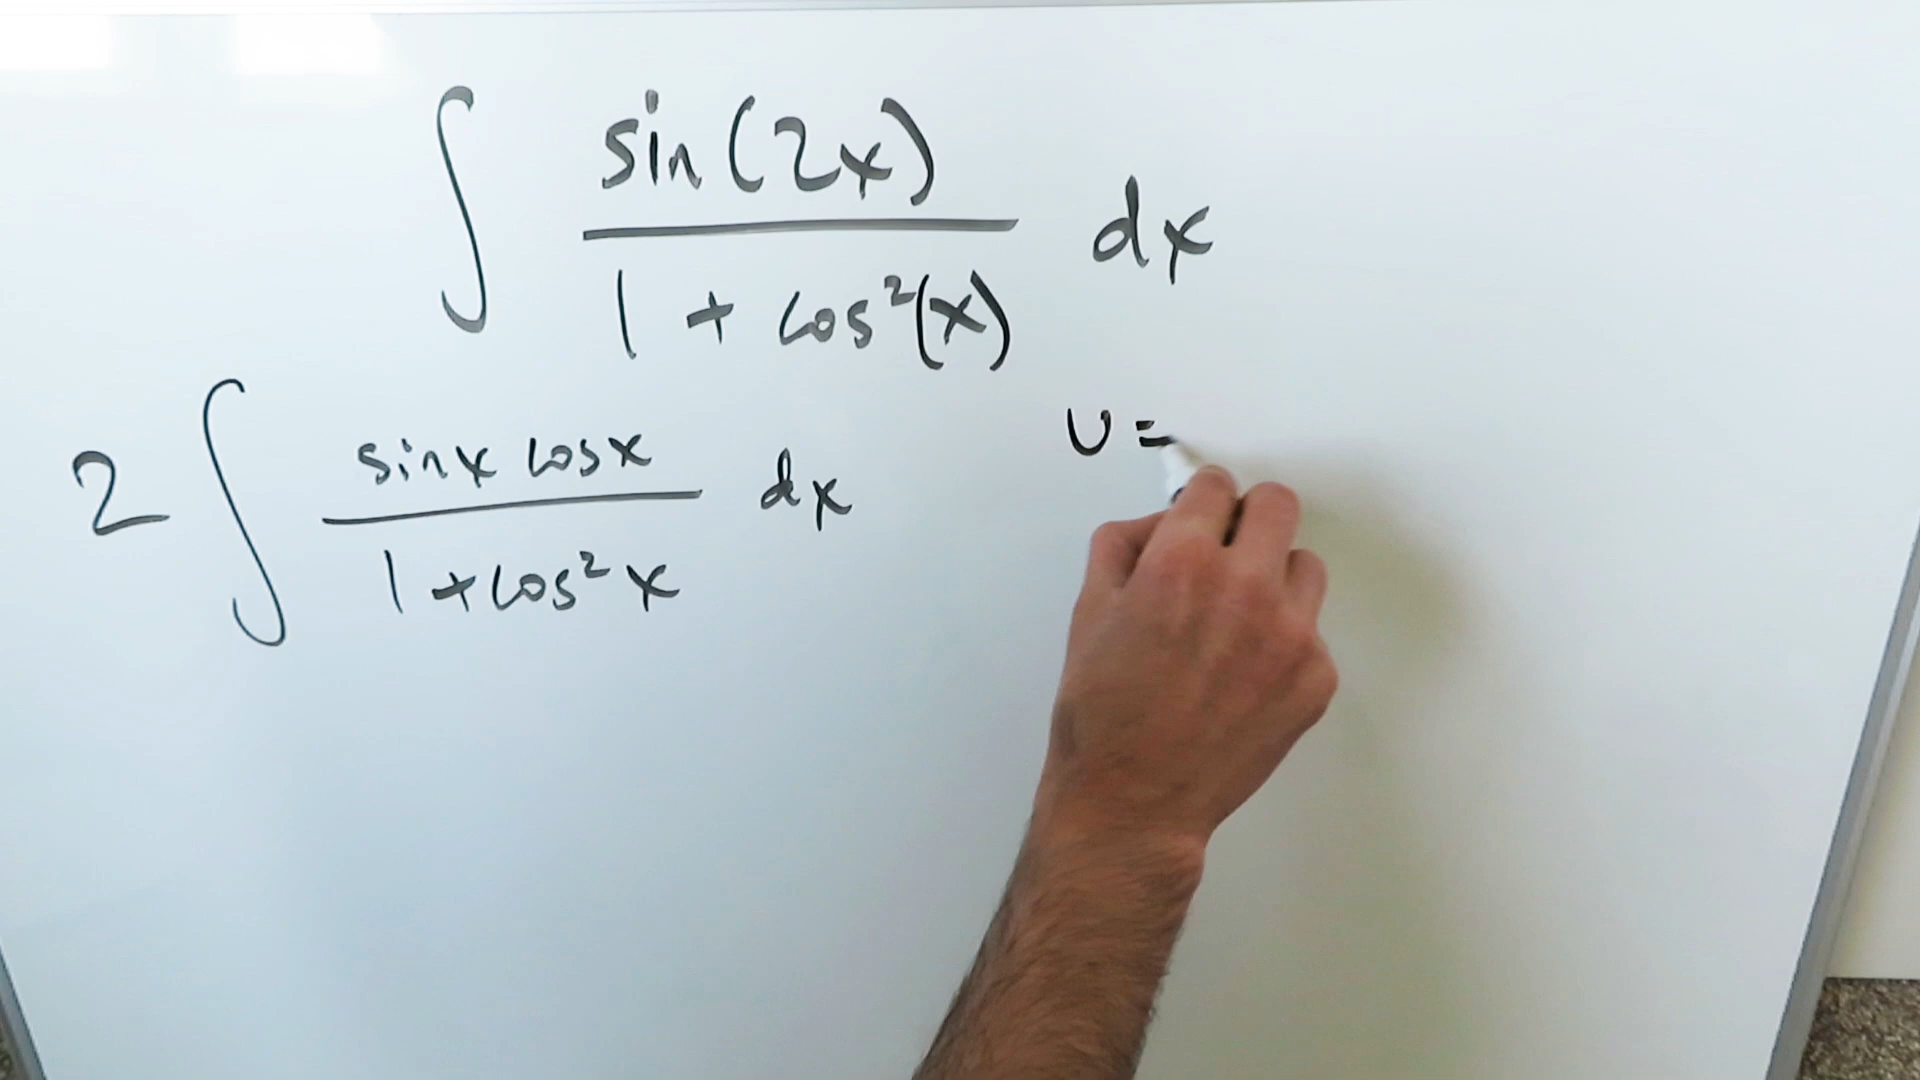 ∫ sin(2x) / 1 + cos²(x) dx
2 ∫ sinx cosx / 1 + cos²x dx
U =